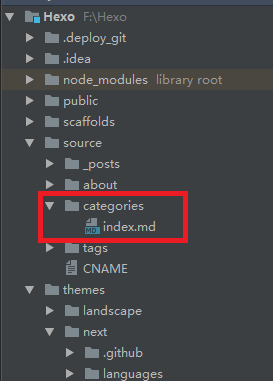 Hexo F:\Hexo
.deploy_git
.idea
node_modules library root
public
scaffolds
source
_posts
about
categories
MD index.md
tags
CNAME
themes
landscape
next
.github
languages